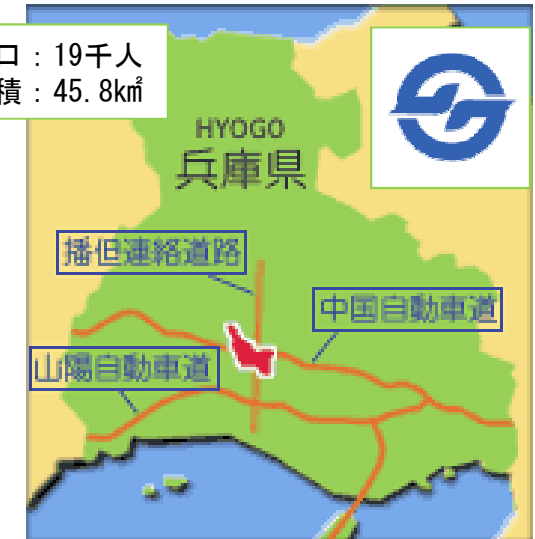 口：19千人
積：45.8k㎡
HYOGO
兵庫県
播但連絡道路
中国自動車道
山陽自動車道